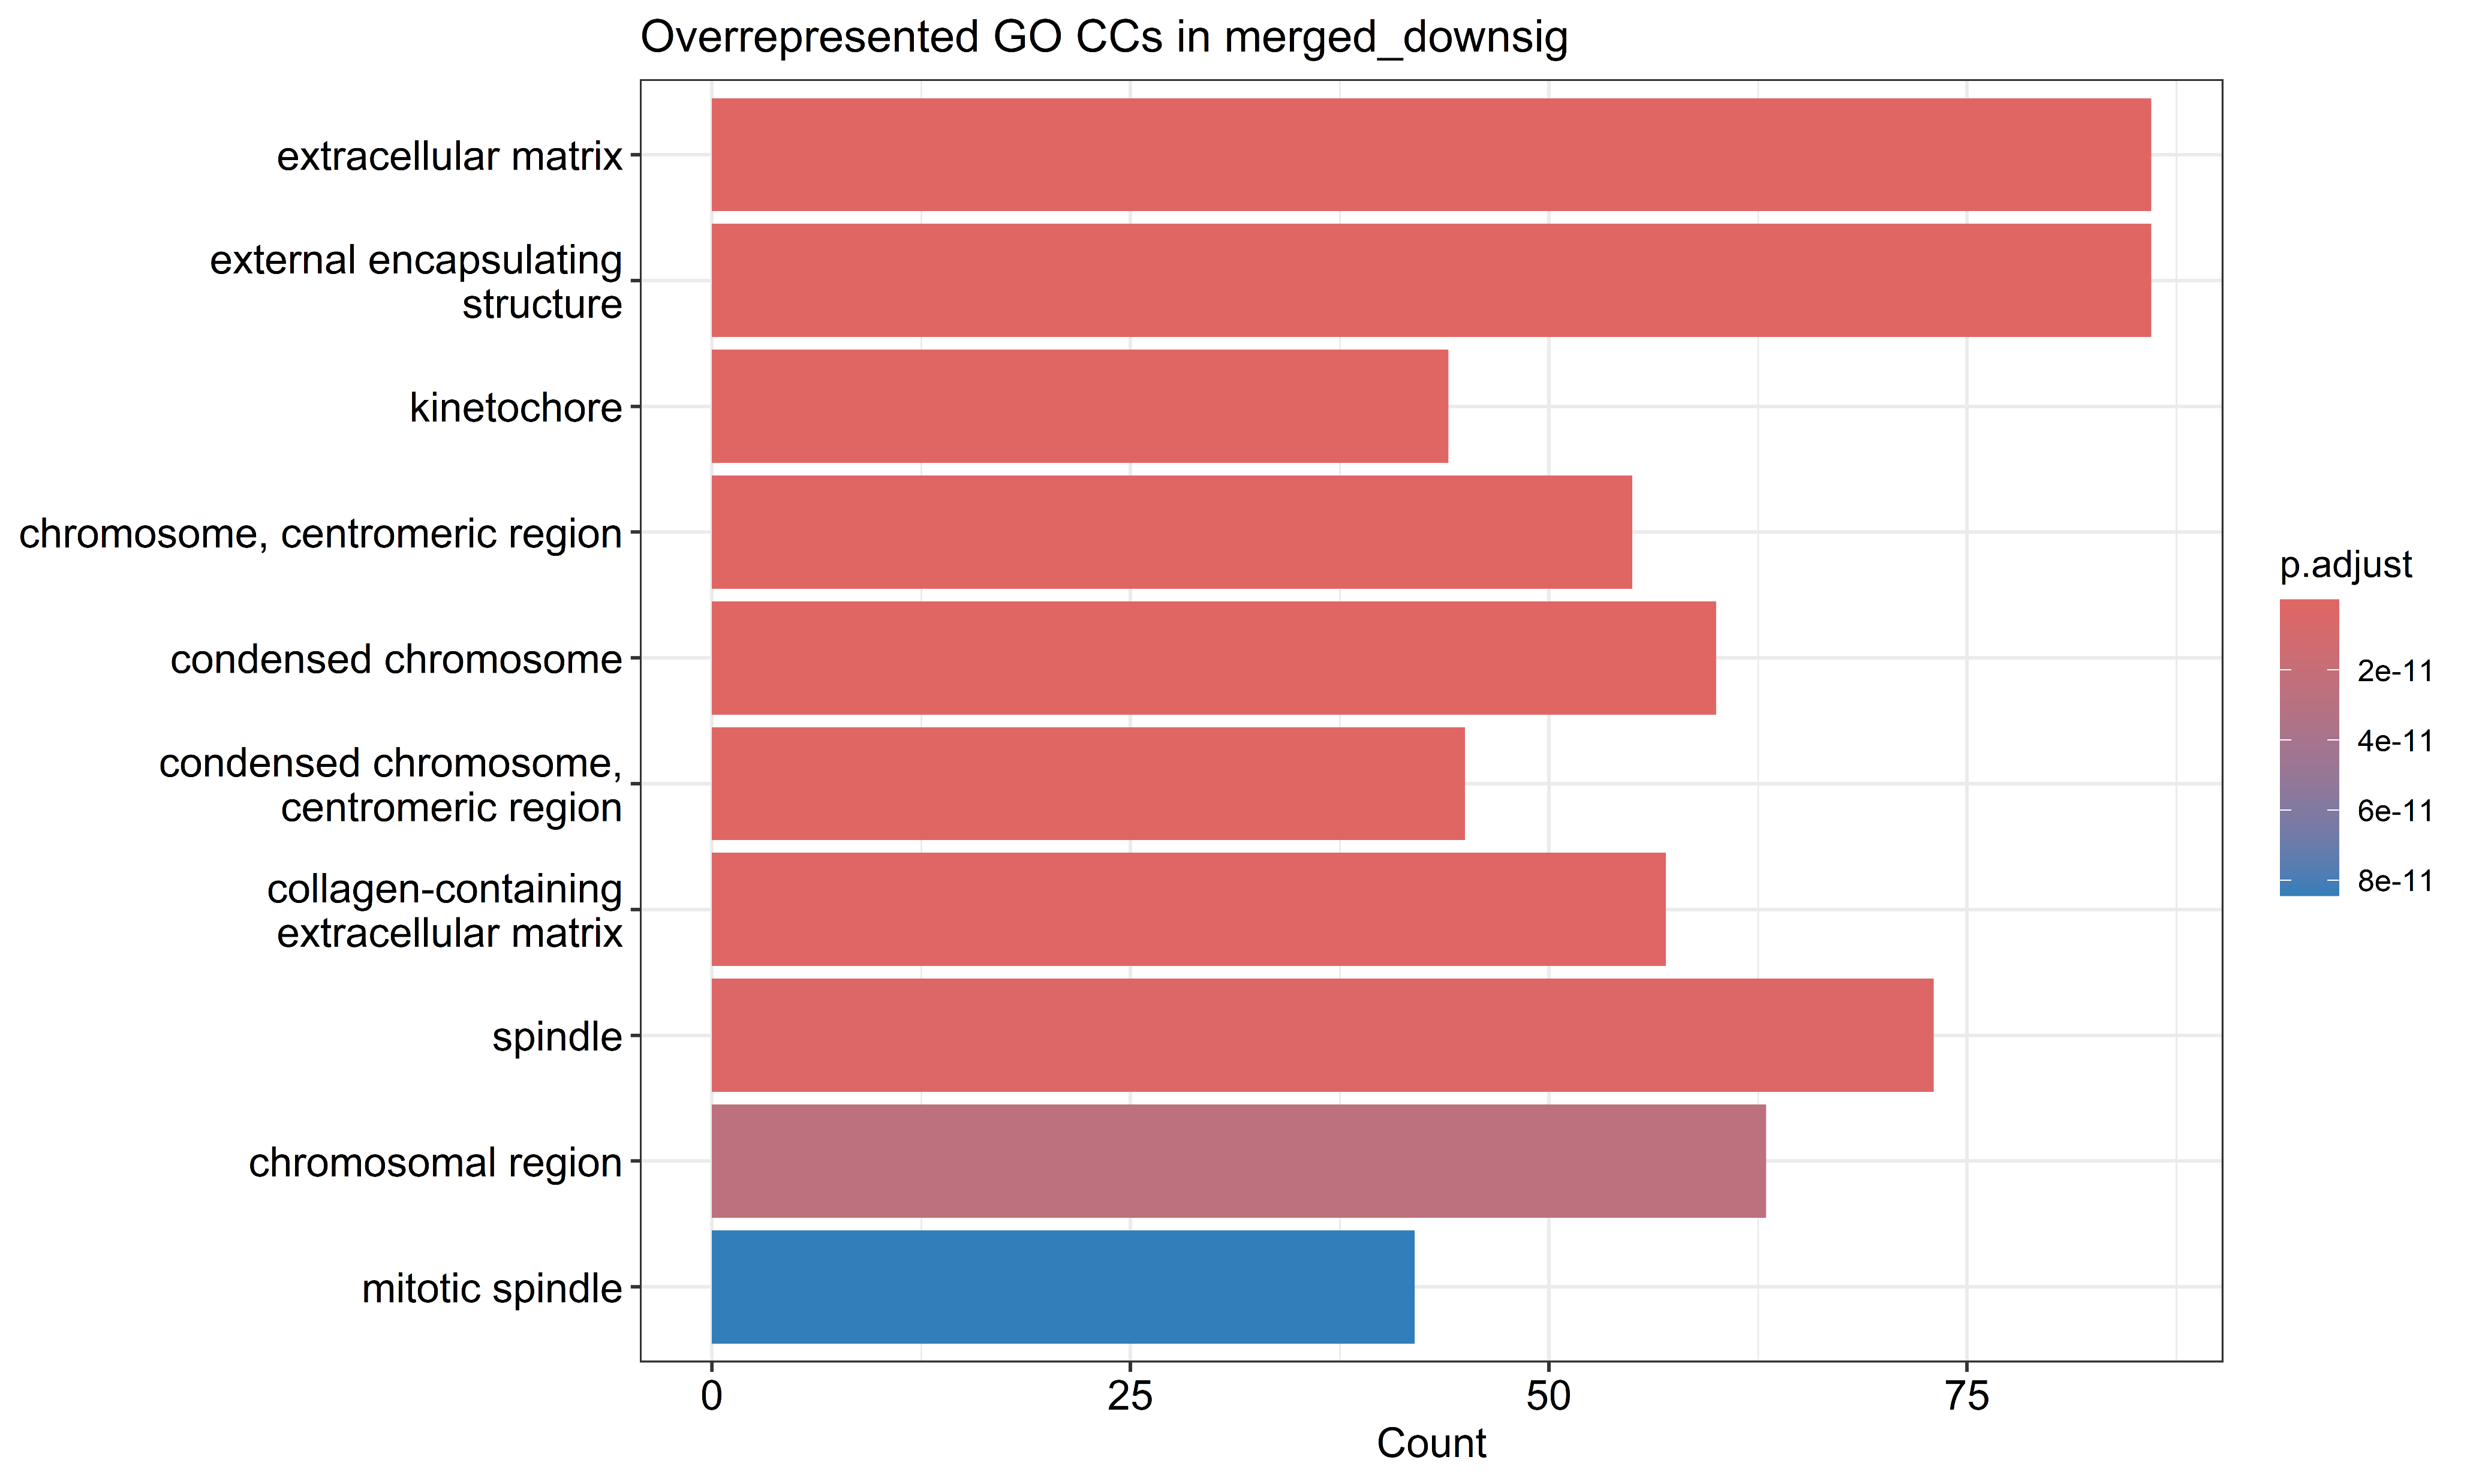 Overrepresented GO CCs in merged_downsig
extracellular matrix
external encapsulating
structure
kinetochore
chromosome, centromeric region
condensed chromosome
condensed chromosome,
centromeric region
collagen-containing
extracellular matrix
spindle
chromosomal region
mitotic spindle
0 25 50 75
Count
p.adjust
2e-11
4e-11
6e-11
8e-11